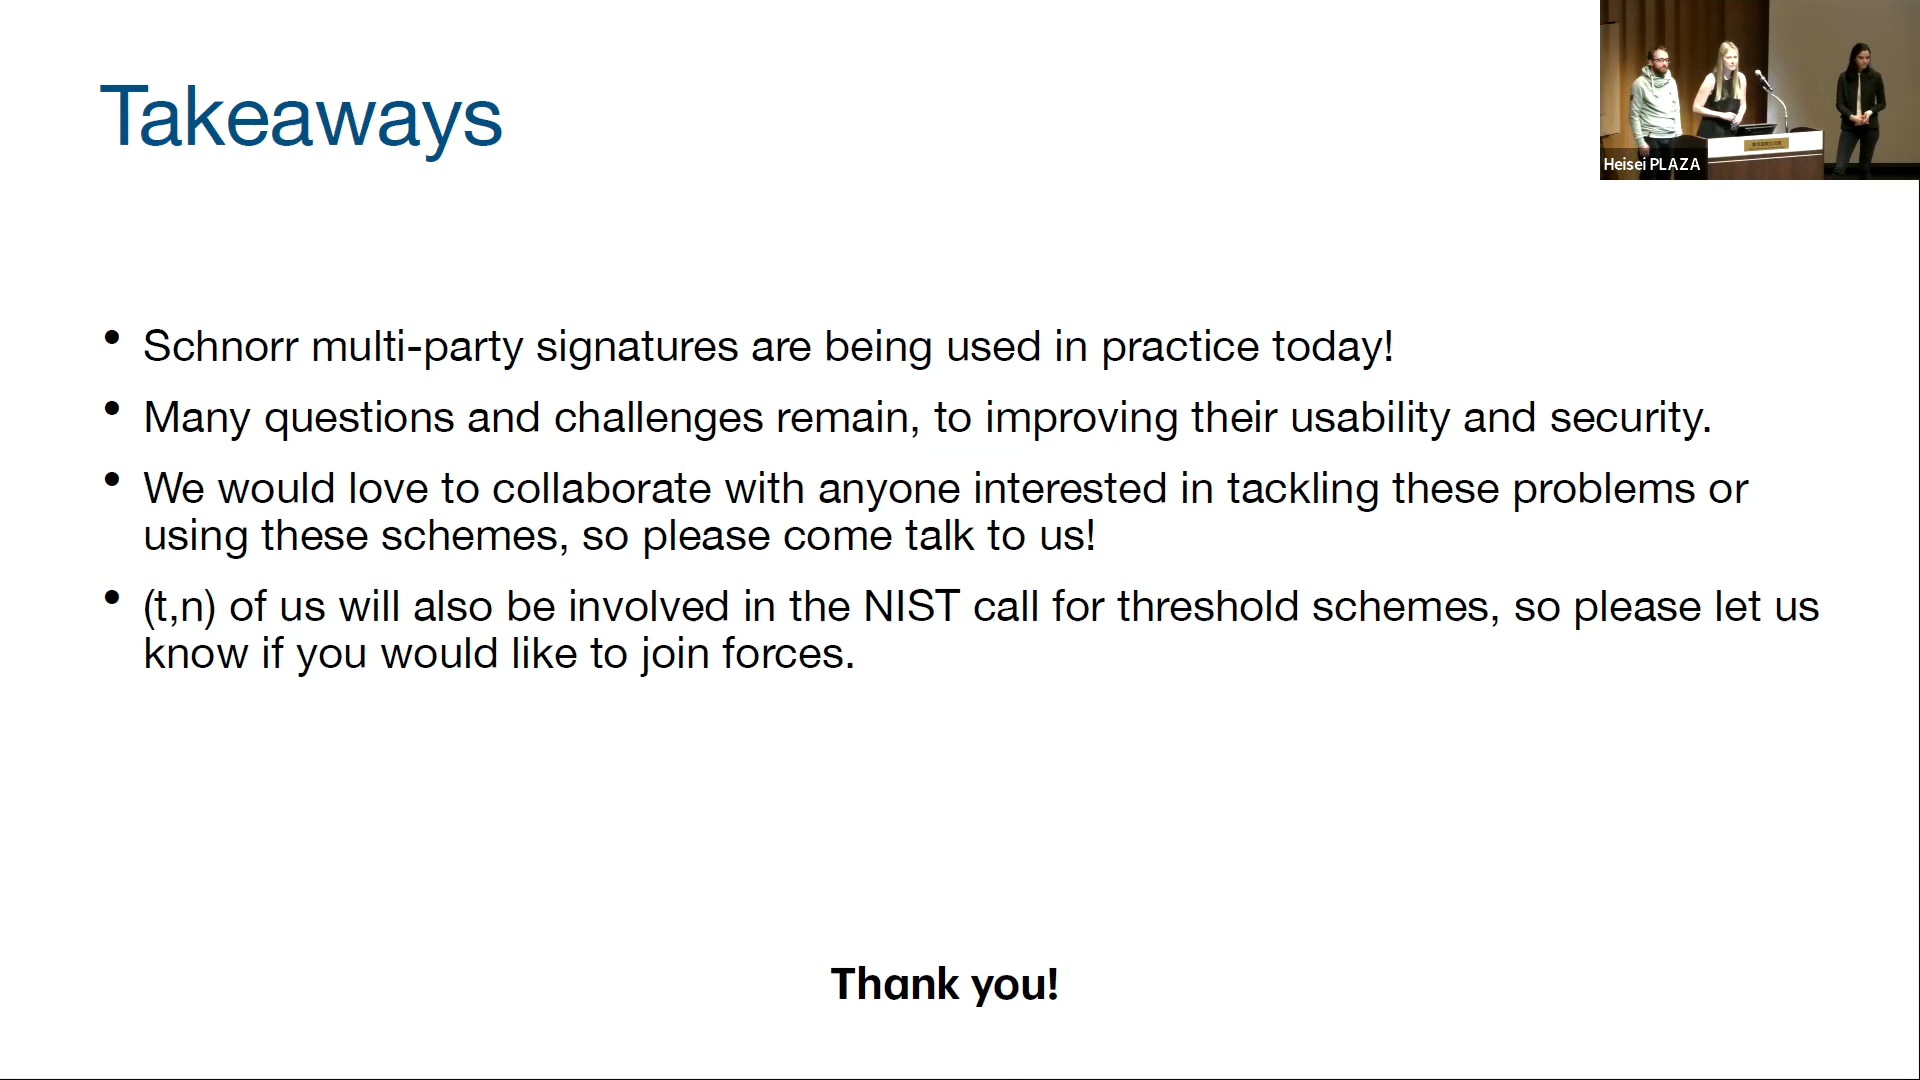 Takeaways
Heisei PLAZA
• Schnorr multi-party signatures are being used in practice today!
• Many questions and challenges remain, to improving their usability and security.
• We would love to collaborate with anyone interested in tackling these problems or
using these schemes, so please come talk to us!
• (t,n) of us will also be involved in the NIST call for threshold schemes, so please let us
know if you would like to join forces.
Thank you!